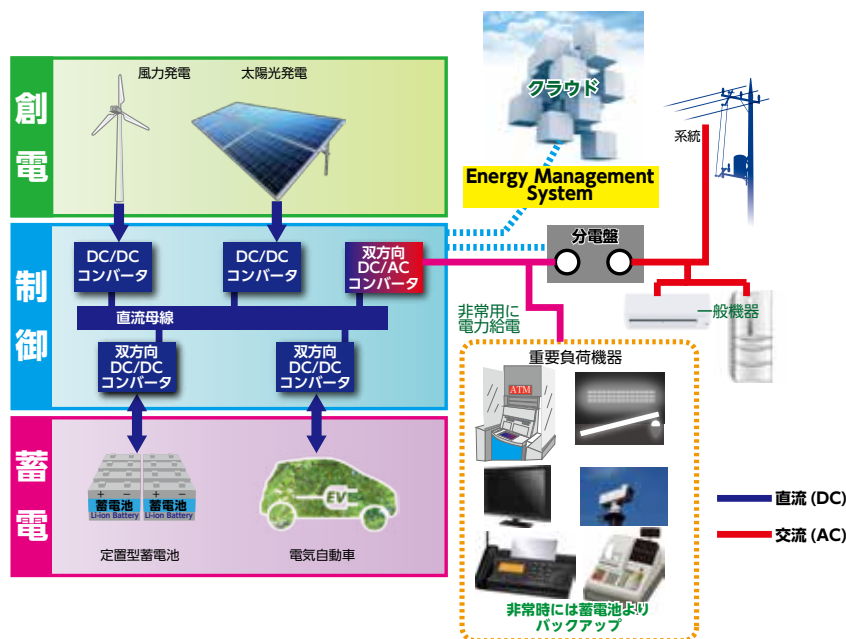 創電
風力発電
太陽光発電
クラウド
Energy Management
System
系統
制御
DC/DC
コンバータ
DC/DC
コンバータ
双方向
DC/AC
コンバータ
分電盤
直流母線
双方向
DC/DC
コンバータ
双方向
DC/DC
コンバータ
非常用に
電力給電
一般機器
重要負荷機器
ATM
蓄電
+ −
+ −
蓄電池
Li-ion Battery
蓄電池
Li-ion Battery
EV
定置型蓄電池
電気自動車
非常時には蓄電池より
バックアップ
直流 (DC)
交流 (AC)